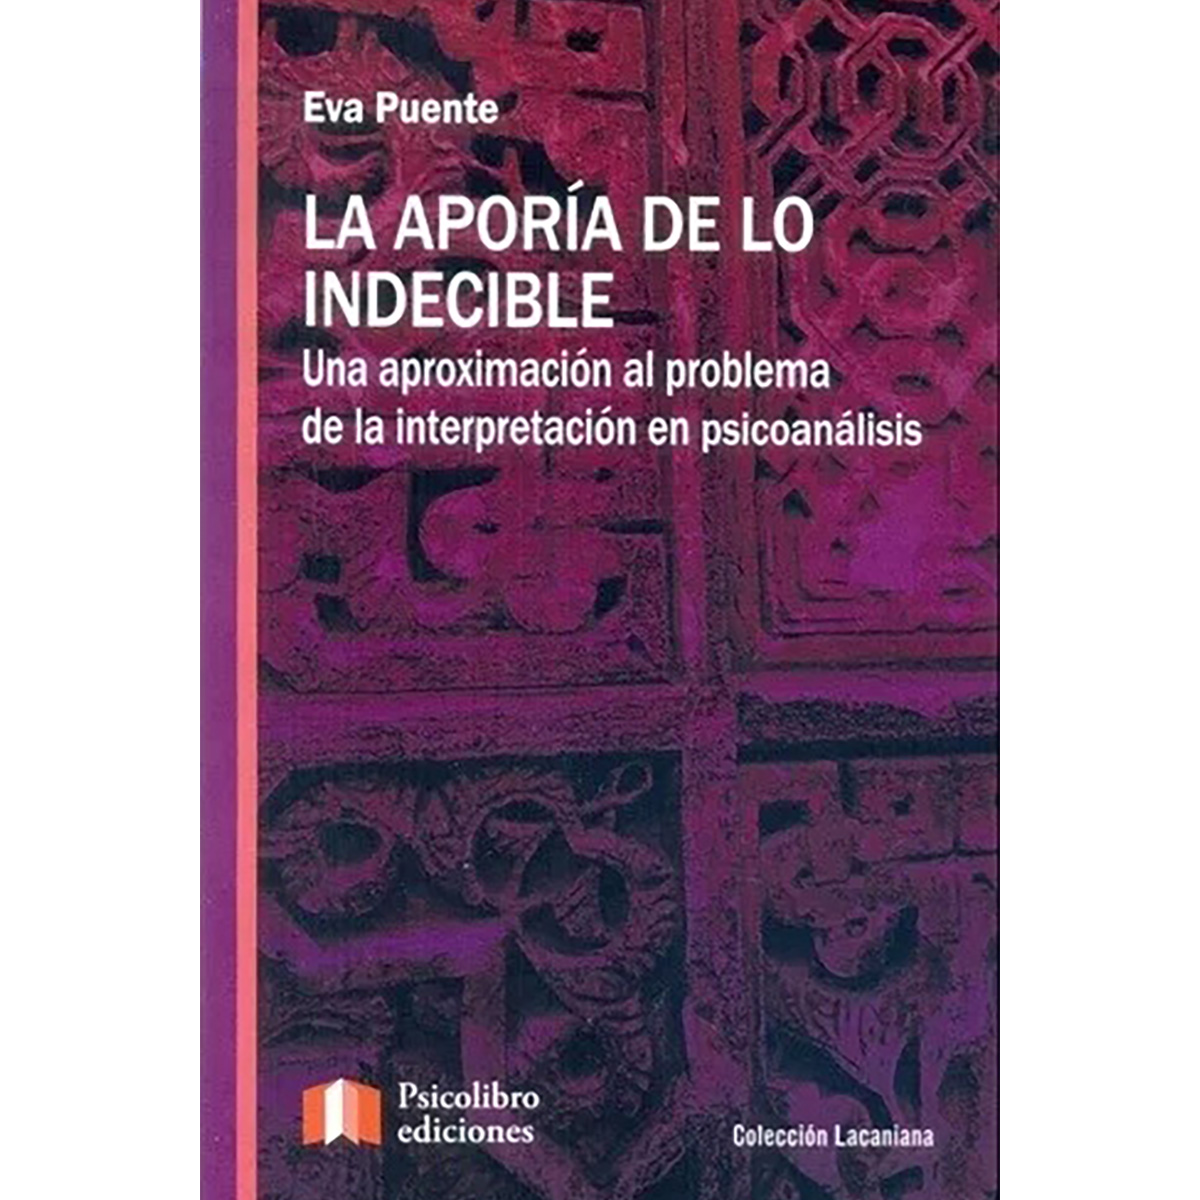 Eva Puente
LA APORÍA DE LO
INDECIBLE
Una aproximación al problema
de la interpretación en psicoanálisis
Psicolibro
ediciones
Colección Lacaniana